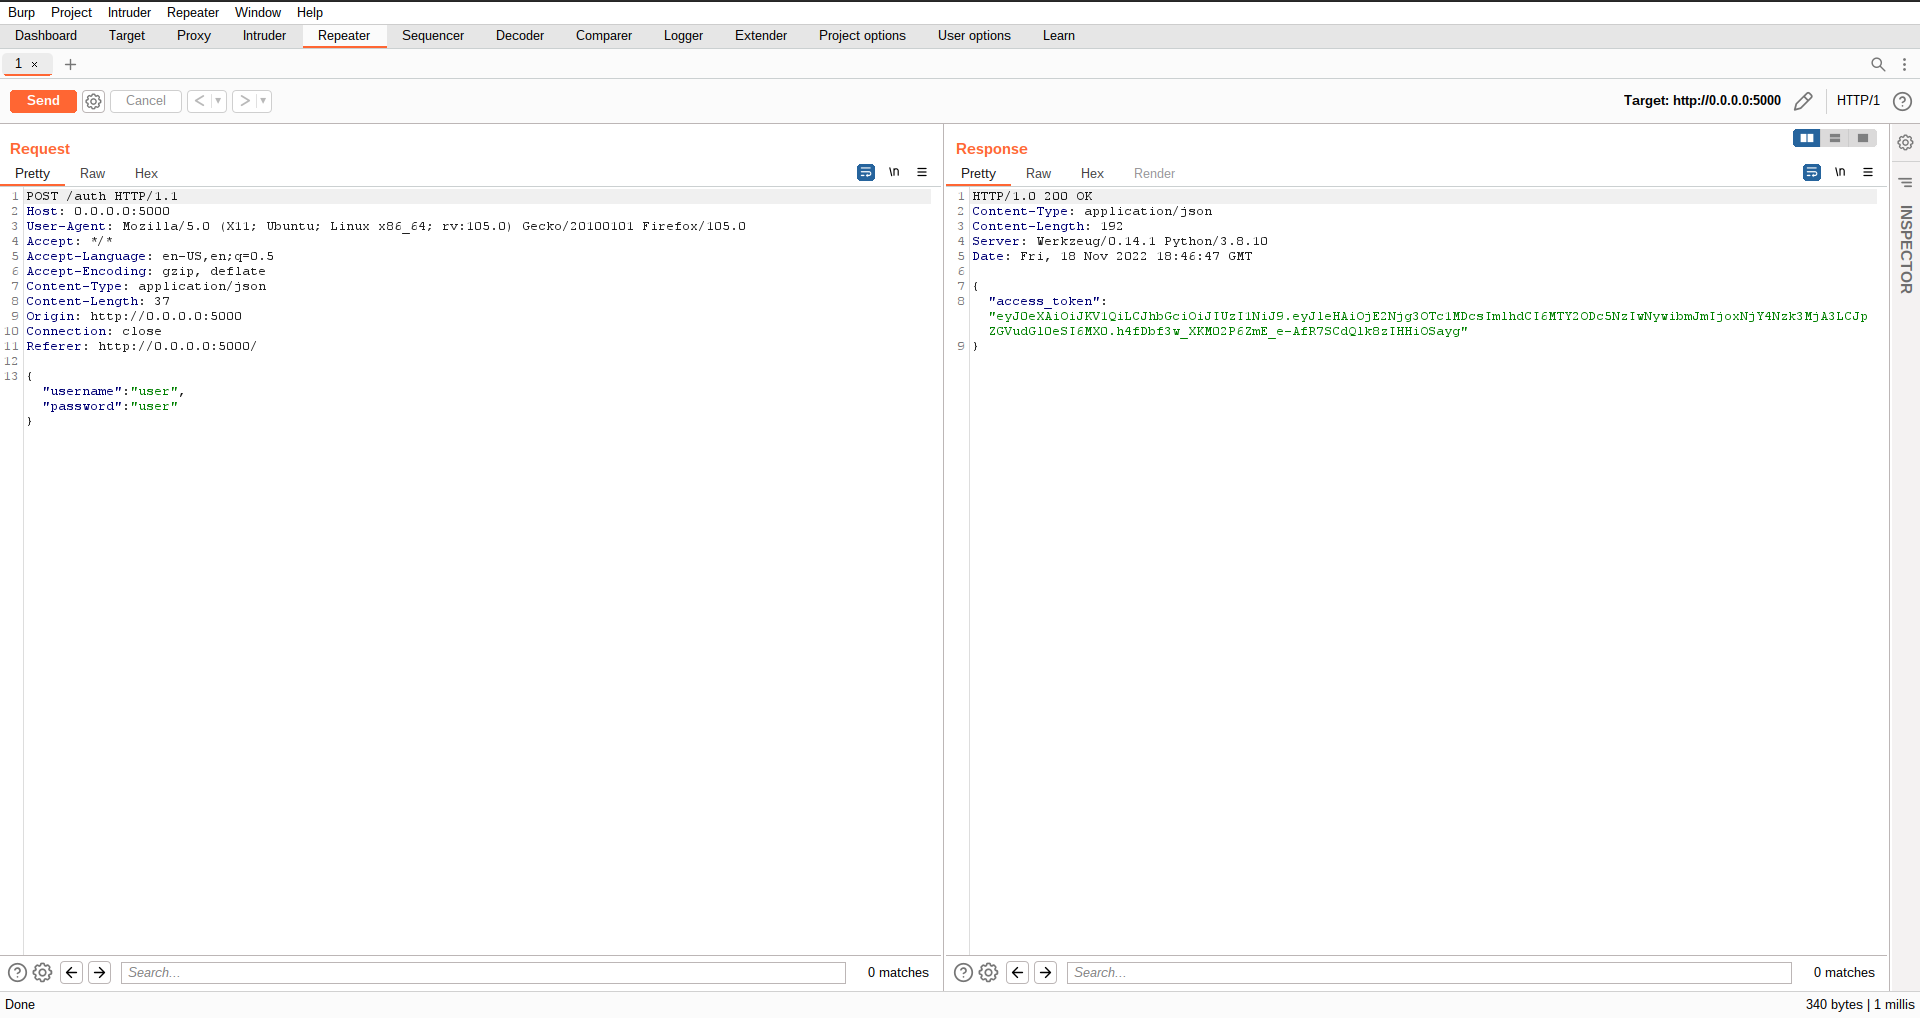 Burp Project Intruder Repeater Window Help
Dashboard Target Proxy Intruder Repeater Sequencer Decoder Comparer Logger Extender Project options User options Learn
1 × +
Send Cancel < > Target: http://0.0.0.0:5000 HTTP/1
Request
Pretty Raw Hex \n
1 POST /auth HTTP/1.1
2 Host: 0.0.0.0:5000
3 User-Agent: Mozilla/5.0 (X11; Ubuntu; Linux x86_64; rv:105.0) Gecko/20100101 Firefox/105.0
4 Accept: */*
5 Accept-Language: en-US,en;q=0.5
6 Accept-Encoding: gzip, deflate
7 Content-Type: application/json
8 Content-Length: 37
9 Origin: http://0.0.0.0:5000
10 Connection: close
11 Referer: http://0.0.0.0:5000/
12
13 {
"username":"user",
"password":"user"
}
Search...
0 matches
Response
Pretty Raw Hex Render \n
1 HTTP/1.0 200 OK
2 Content-Type: application/json
3 Content-Length: 192
4 Server: Werkzeug/0.14.1 Python/3.8.10
5 Date: Fri, 18 Nov 2022 18:46:47 GMT
6
7 {
8 "access_token":
"eyJ0eXAiOiJKV1QiLCJhbGciOiJIUzI1NiJ9.eyJleHAiOjE2Njg3OTc1MDcsImlhdCI6MTY2ODc5NzIwNywibmJmIjoxNjY4Nzk3MjA3LCJp
ZGVudGl0eSI6MX0.h4fDbf3w_XKM02P6ZmE_e-AfR7SCdQlk8zIHHiOSayg"
9 }
Search...
0 matches
INSPECTOR
Done
340 bytes | 1 millis